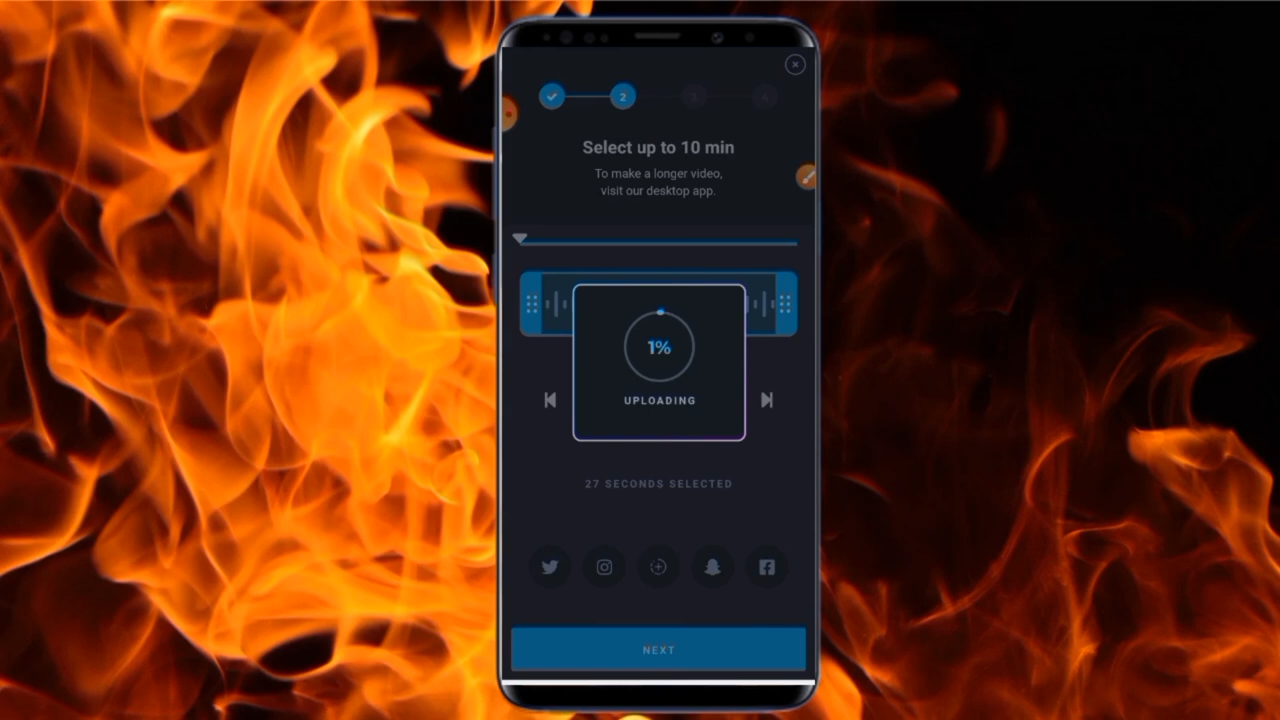 2
Select up to 10 min
To make a longer video,
visit our desktop app.
1%
UPLOADING
27 SECONDS SELECTED
NEXT